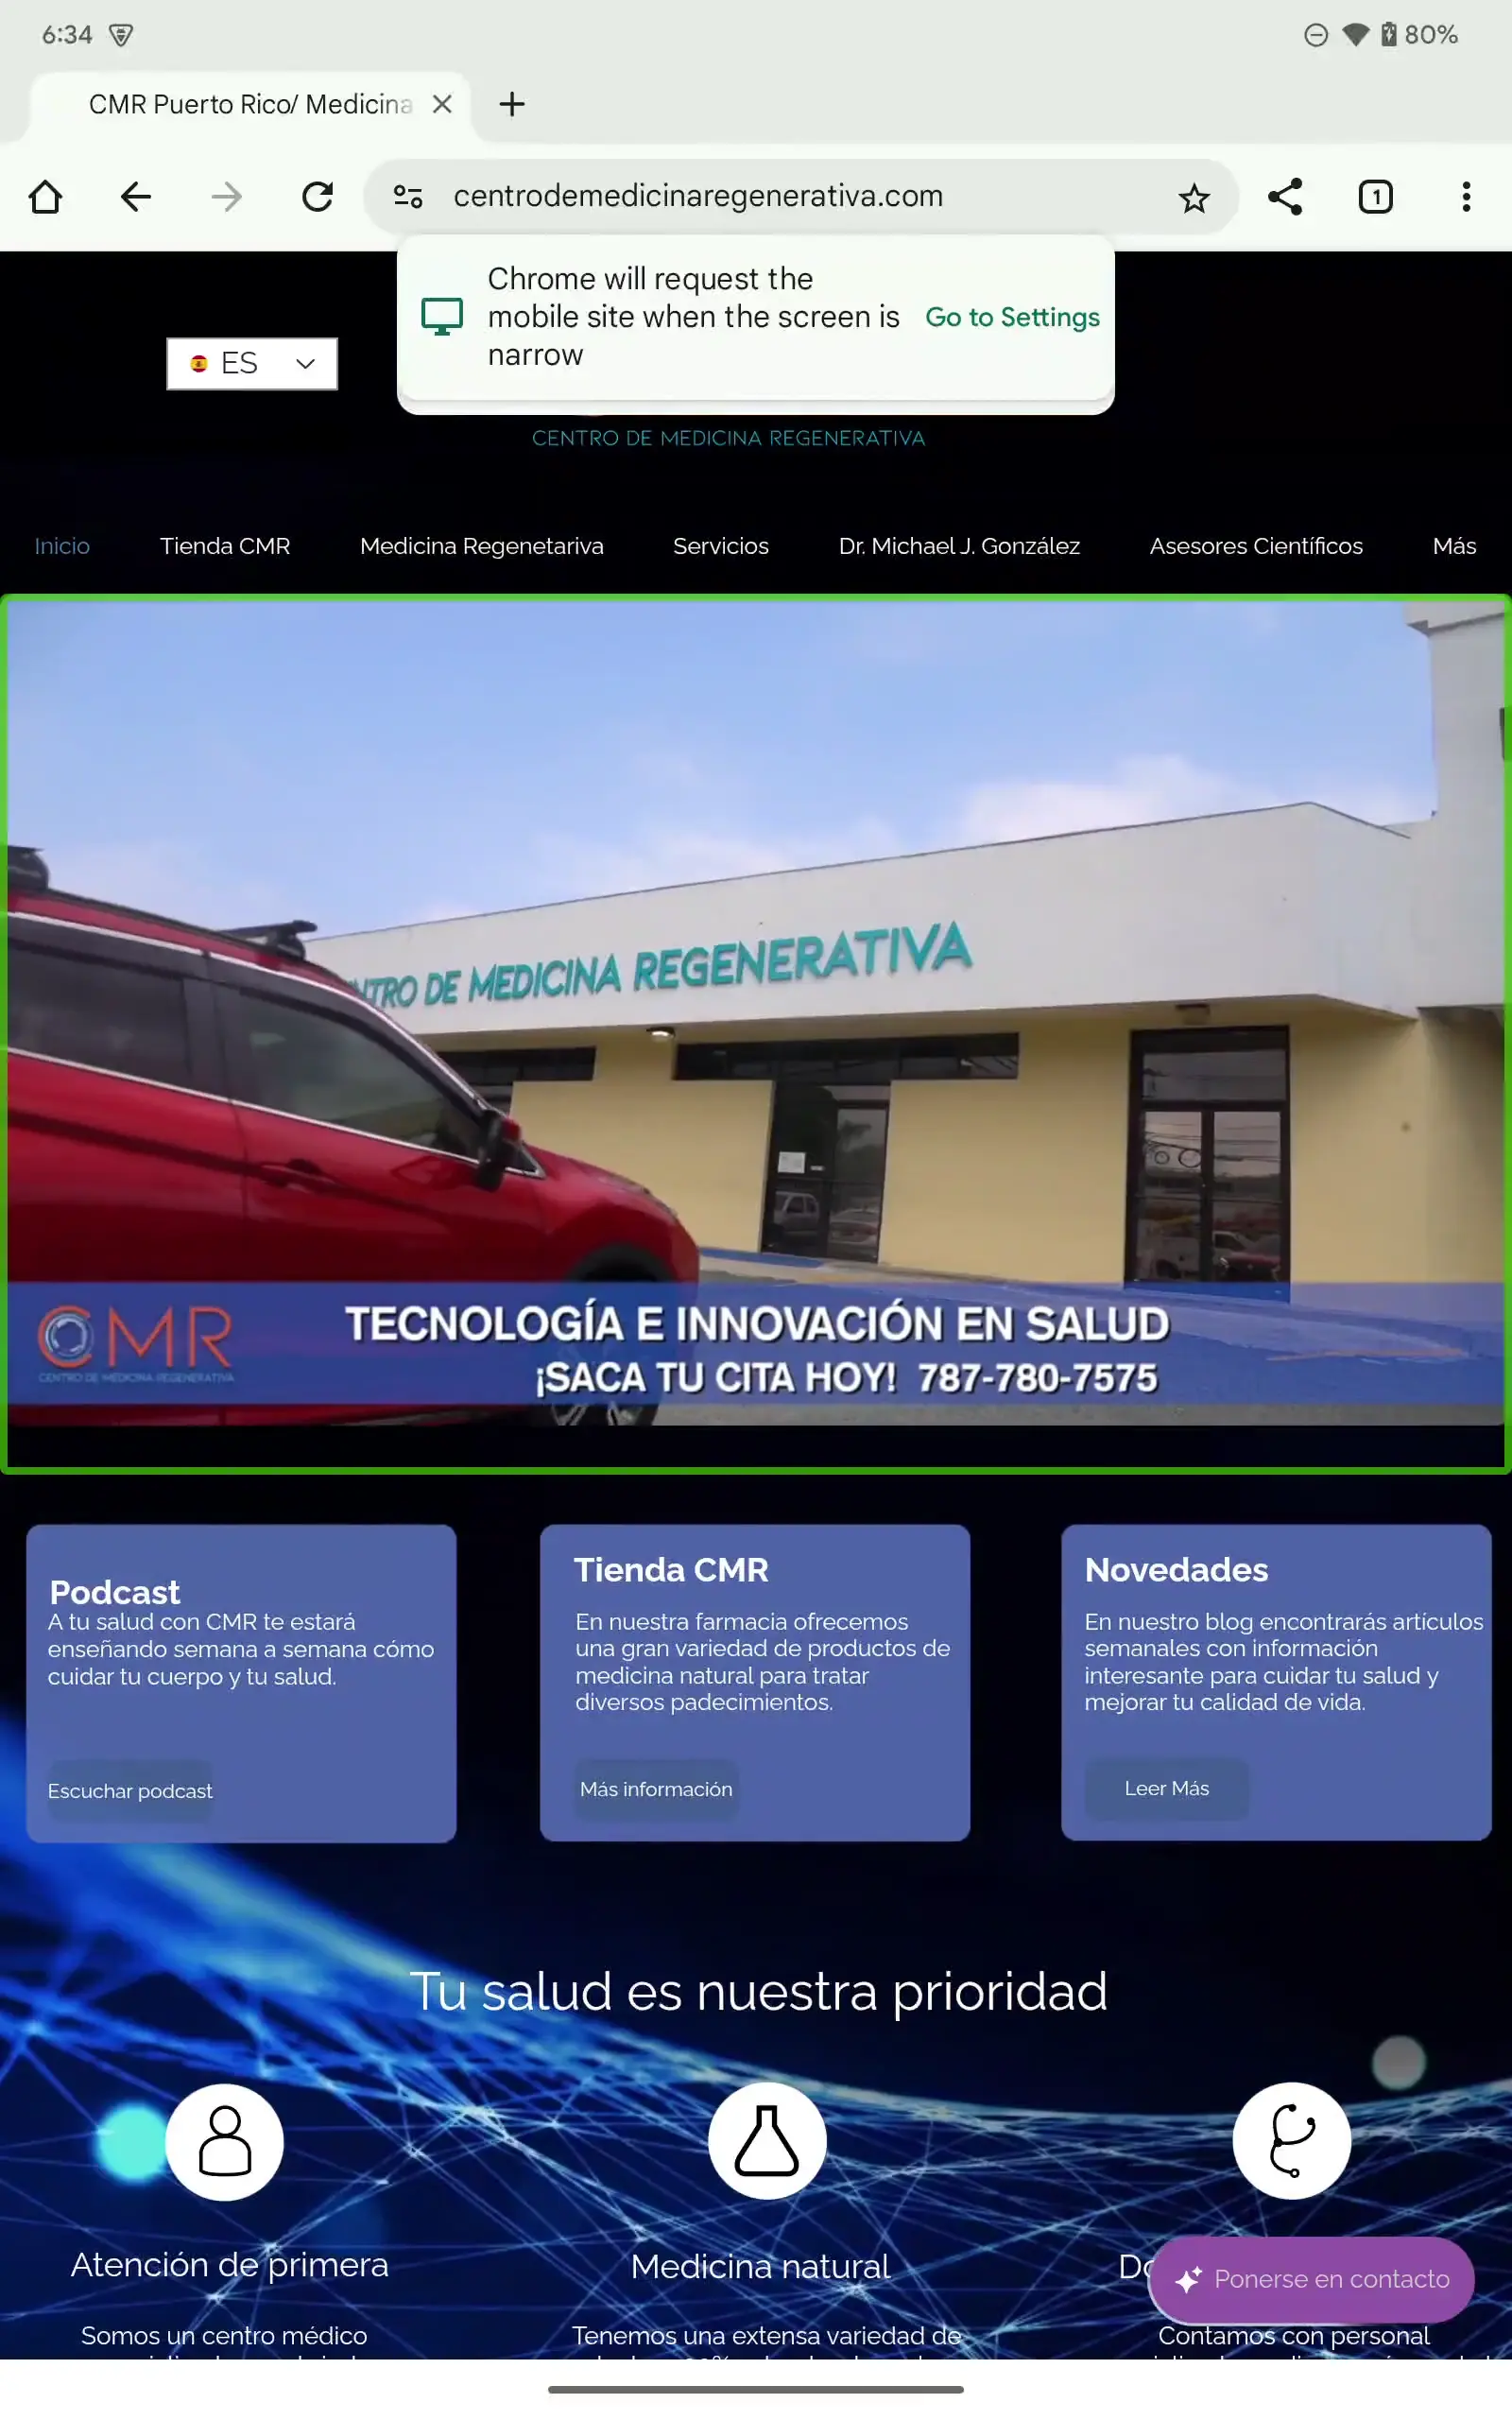 6:34
80%
CMR Puerto Rico/ Medicina
centrodemedicinaregenerativa.com
1
Chrome will request the
mobile site when the screen is
narrow
Go to Settings
ES
CENTRO DE MEDICINA REGENERATIVA
Inicio
Tienda CMR
Medicina Regenetariva
Servicios
Dr. Michael J. González
Asesores Científicos
Más
NTRO DE MEDICINA REGENERATIVA
CMR
CENTRO DE MEDICINA REGENERATIVA
TECNOLOGÍA E INNOVACIÓN EN SALUD
¡SACA TU CITA HOY! 787-780-7575
Podcast
A tu salud con CMR te estará
enseñando semana a semana cómo
cuidar tu cuerpo y tu salud.
Escuchar podcast
Tienda CMR
En nuestra farmacia ofrecemos
una gran variedad de productos de
medicina natural para tratar
diversos padecimientos.
Más información
Novedades
En nuestro blog encontrarás artículos
semanales con información
interesante para cuidar tu salud y
mejorar tu calidad de vida.
Leer Más
Tu salud es nuestra prioridad
Atención de primera
Somos un centro médico
Medicina natural
Tenemos una extensa variedad de
Ponerse en contacto
Contamos con personal